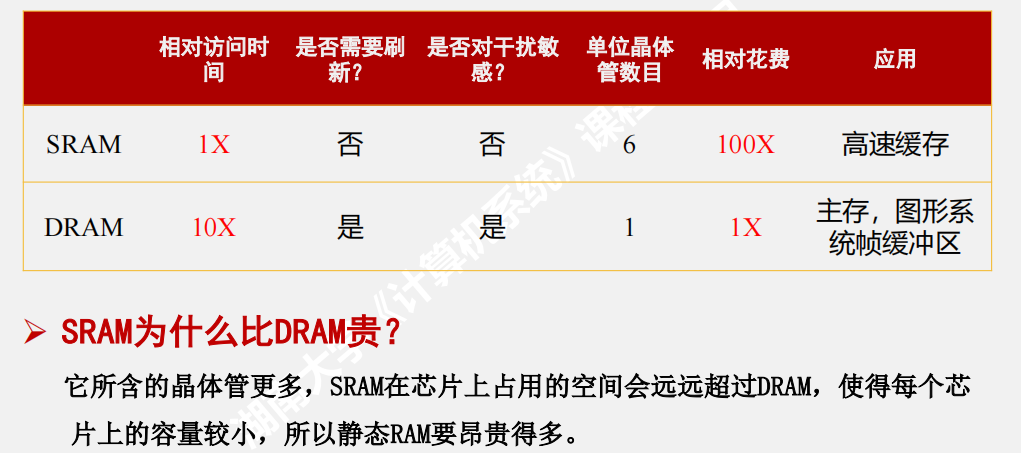 相对访问时间 是否需要刷新？ 是否对干扰敏感？ 单位晶体管数目 相对花费 应用
SRAM 1X 否 否 6 100X 高速缓存
DRAM 10X 是 是 1 1X 主存，图形系统帧缓冲区
SRAM为什么比DRAM贵？
它所含的晶体管更多，SRAM在芯片上占用的空间会远远超过DRAM，使得每个芯
片上的容量较小，所以静态RAM要昂贵得多。
《计算机系统》课程